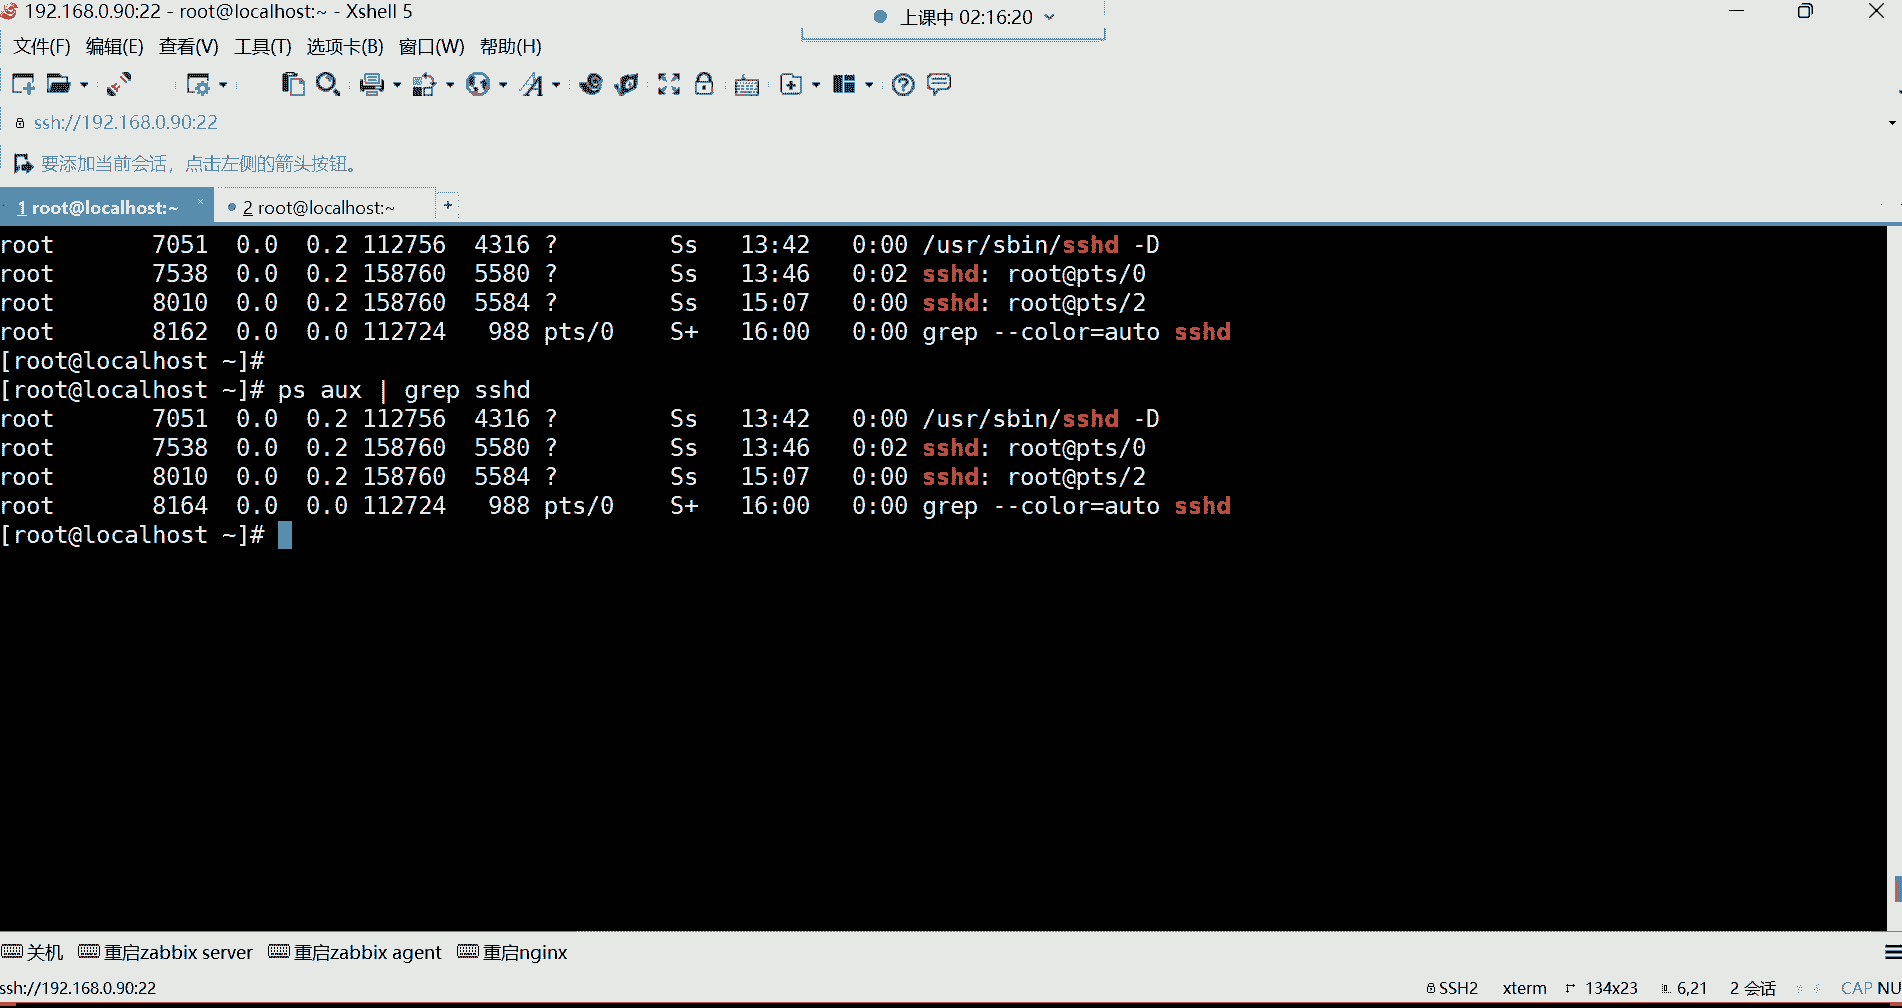 192.168.0.90:22 - root@localhost:~ - Xshell 5
上课中 02:16:20
文件(F) 编辑(E) 查看(V) 工具(T) 选项卡(B) 窗口(W) 帮助(H)
ssh://192.168.0.90:22
要添加当前会话，点击左侧的箭头按钮。
1 root@localhost:~ × 2 root@localhost:~ +
root       7051  0.0  0.2 112756  4316 ?        Ss   13:42   0:00 /usr/sbin/sshd -D
root       7538  0.0  0.2 158760  5580 ?        Ss   13:46   0:02 sshd: root@pts/0
root       8010  0.0  0.2 158760  5584 ?        Ss   15:07   0:00 sshd: root@pts/2
root       8162  0.0  0.0 112724   988 pts/0    S+   16:00   0:00 grep --color=auto sshd
[root@localhost ~]#
[root@localhost ~]# ps aux | grep sshd
root       7051  0.0  0.2 112756  4316 ?        Ss   13:42   0:00 /usr/sbin/sshd -D
root       7538  0.0  0.2 158760  5580 ?        Ss   13:46   0:02 sshd: root@pts/0
root       8010  0.0  0.2 158760  5584 ?        Ss   15:07   0:00 sshd: root@pts/2
root       8164  0.0  0.0 112724   988 pts/0    S+   16:00   0:00 grep --color=auto sshd
[root@localhost ~]#
关机 重启zabbix server 重启zabbix agent 重启nginx
ssh://192.168.0.90:22 SSH2 xterm 134x23 6,21 2 会话 CAP NU